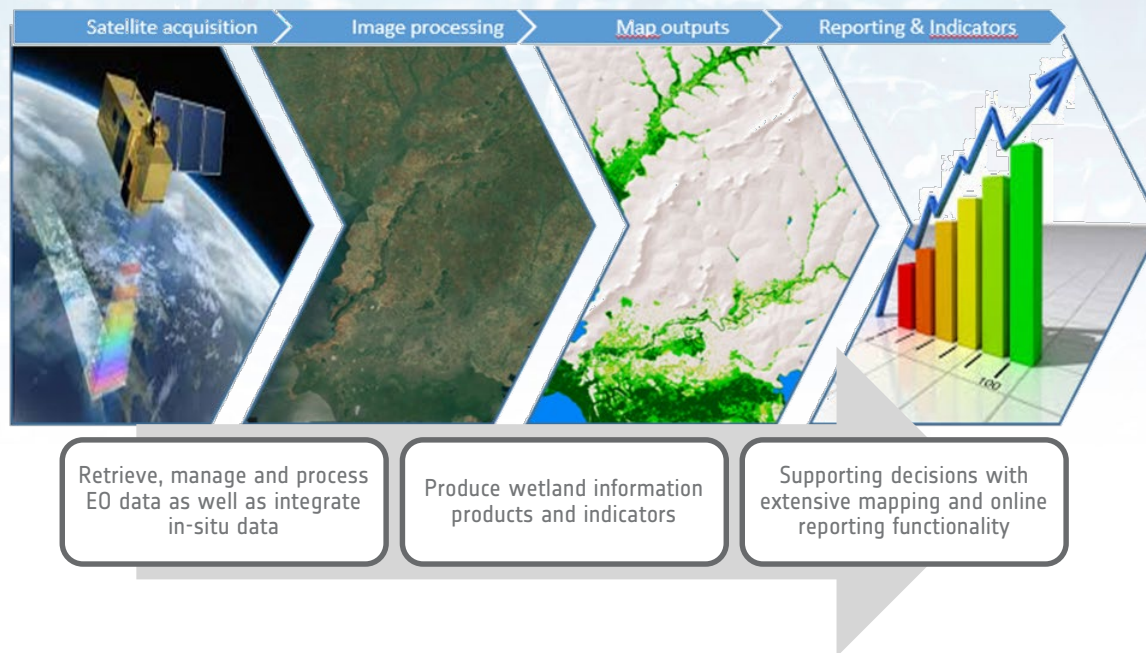 Satellite acquisition
Image processing
Map outputs
Reporting & Indicators
100
Retrieve, manage and process
EO data as well as integrate
in-situ data
Produce wetland information
products and indicators
Supporting decisions with
extensive mapping and online
reporting functionality